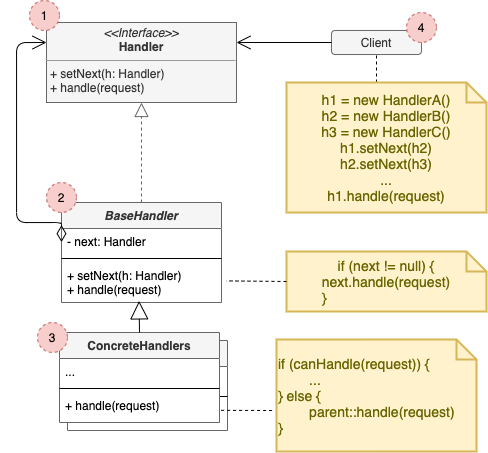 1
<<Interface>>
Handler
+ setNext(h: Handler)
+ handle(request)
4
Client
h1 = new HandlerA()
h2 = new HandlerB()
h3 = new HandlerC()
h1.setNext(h2)
h2.setNext(h3)
...
h1.handle(request)
2
BaseHandler
- next: Handler
+ setNext(h: Handler)
+ handle(request)
if (next != null) {
next.handle(request)
}
3
ConcreteHandlers
...
+ handle(request)
if (canHandle(request)) {
...
} else {
parent::handle(request)
}